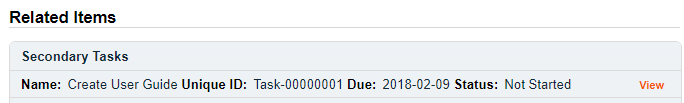 Related Items
Secondary Tasks
Name: Create User Guide Unique ID: Task-00000001 Due: 2018-02-09 Status: Not Started View